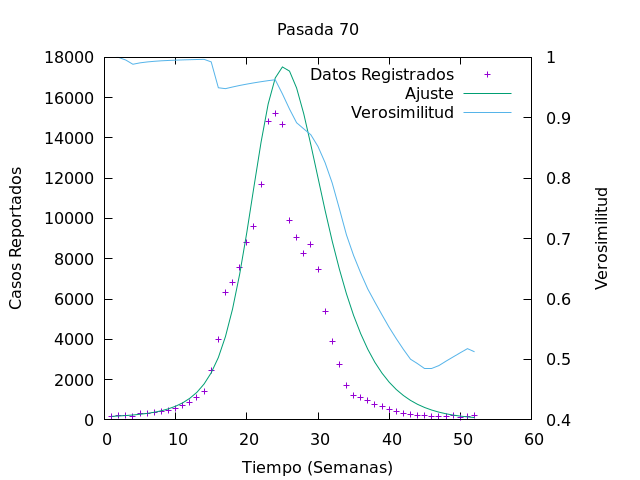 Pasada 70
18000
16000
14000
12000
10000
8000
6000
4000
2000
0
Casos Reportados
Datos Registrados
Ajuste
Verosimilitud
1
0.9
0.8
0.7
0.6
0.5
0.4
Verosimilitud
0 10 20 30 40 50 60
Tiempo (Semanas)